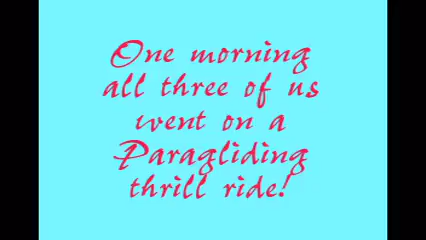 One morning
all three of us
went on a
Paragliding
thrill ride!